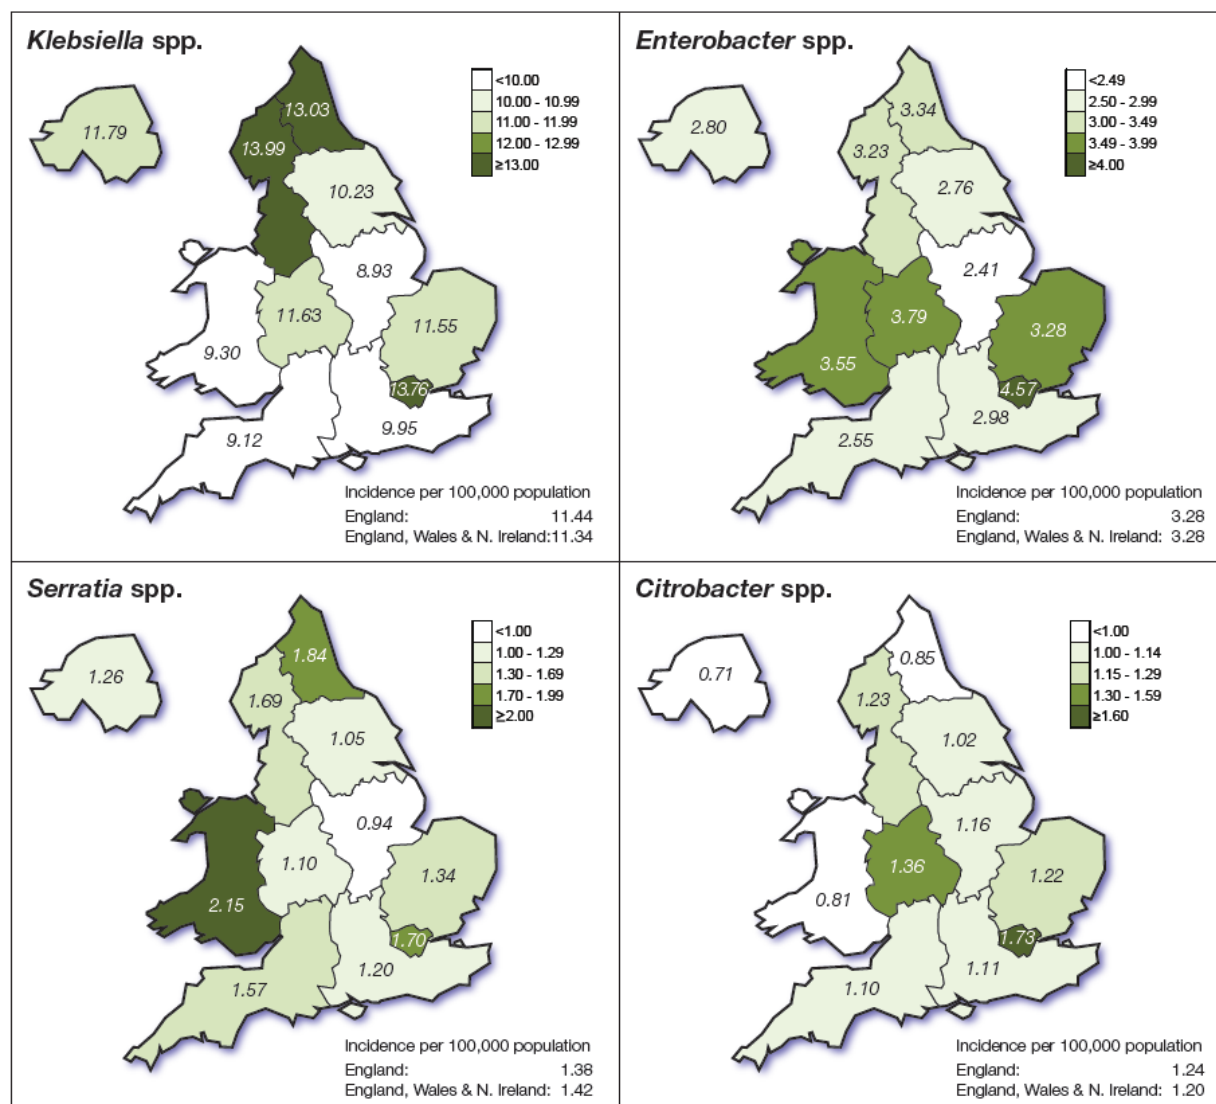 Klebsiella spp.
<10.00
10.00 - 10.99
11.00 - 11.99
12.00 - 12.99
≥13.00
13.03
11.79
13.99
10.23
8.93
11.63
11.55
9.30
13.76
9.12
9.95
Incidence per 100,000 population
England: 11.44
England, Wales & N. Ireland:11.34
Enterobacter spp.
<2.49
2.50 - 2.99
3.00 - 3.49
3.49 - 3.99
≥4.00
3.34
2.80
3.23
2.76
2.41
3.79
3.28
3.55
4.57
2.98
2.55
Incidence per 100,000 population
England: 3.28
England, Wales & N. Ireland: 3.28
Serratia spp.
<1.00
1.00 - 1.29
1.30 - 1.69
1.70 - 1.99
≥2.00
1.84
1.26
1.69
1.05
0.94
1.10
1.34
2.15
1.70
1.20
1.57
Incidence per 100,000 population
England: 1.38
England, Wales & N. Ireland: 1.42
Citrobacter spp.
<1.00
1.00 - 1.14
1.15 - 1.29
1.30 - 1.59
≥1.60
0.85
0.71
1.23
1.02
1.16
1.36
1.22
0.81
1.73
1.11
1.10
Incidence per 100,000 population
England: 1.24
England, Wales & N. Ireland: 1.20